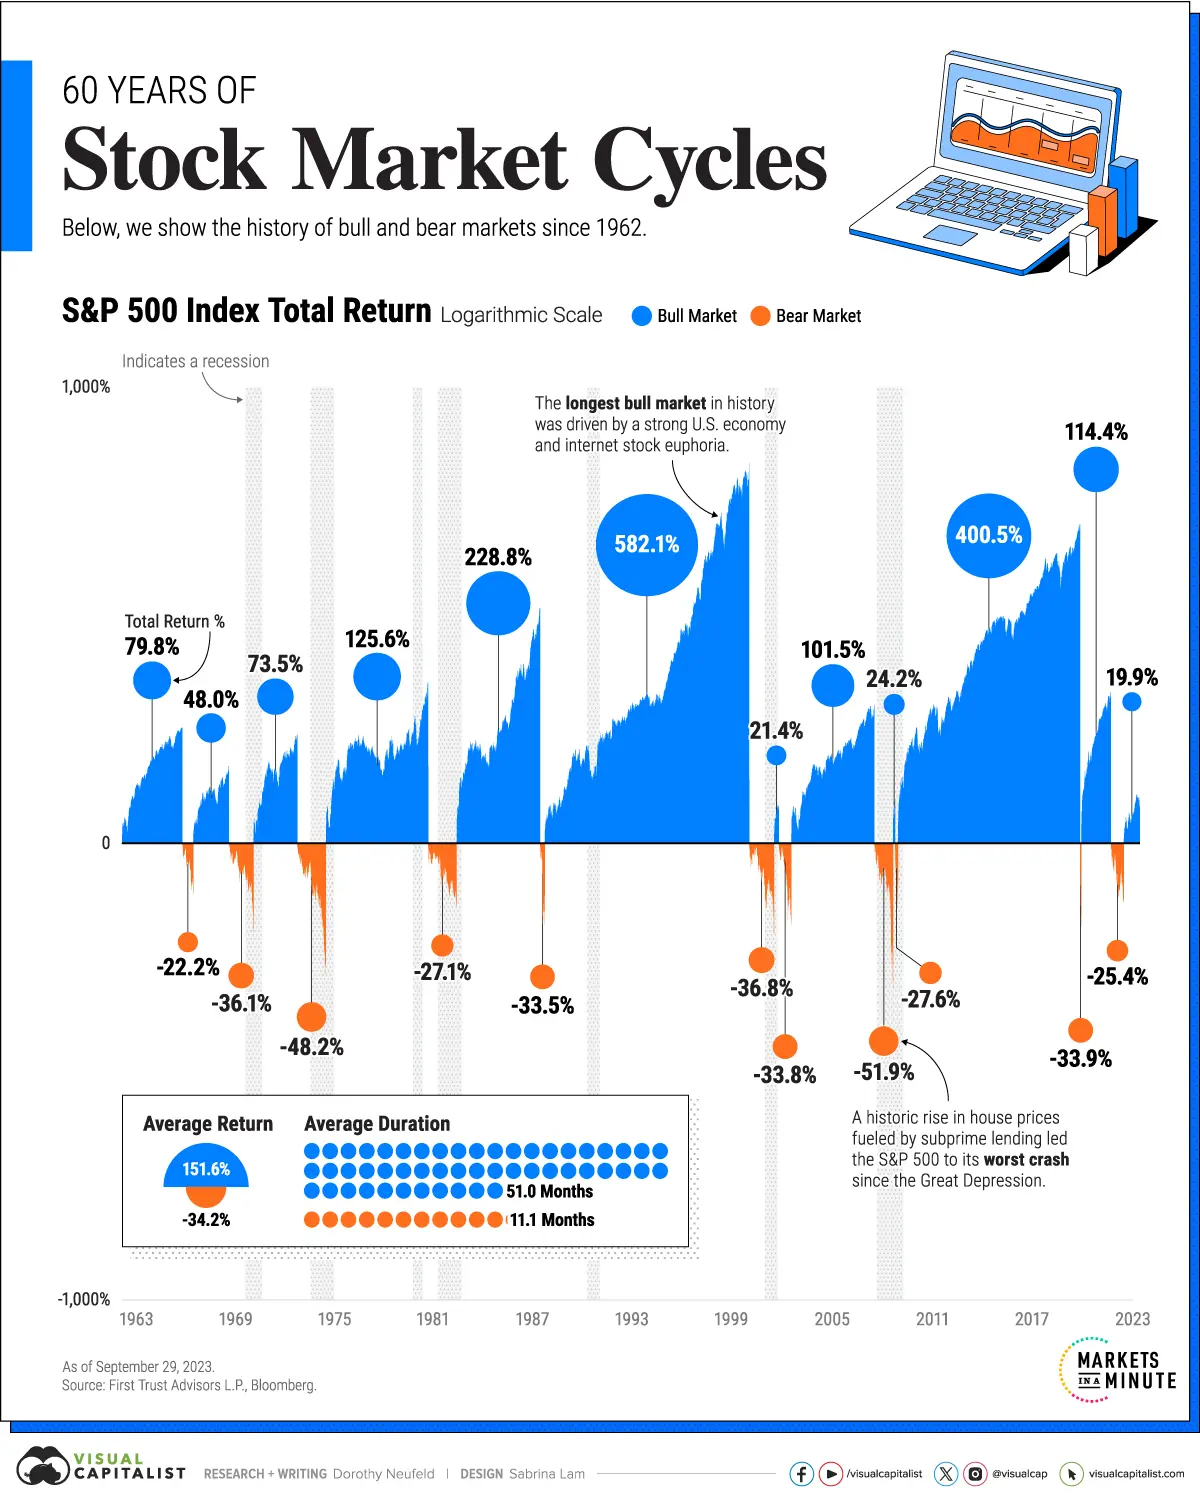 60 YEARS OF
Stock Market Cycles
Below, we show the history of bull and bear markets since 1962.
S&P 500 Index Total Return Logarithmic Scale Bull Market Bear Market
Indicates a recession
1,000%
The longest bull market in history
was driven by a strong U.S. economy
and internet stock euphoria.
114.4%
582.1%
400.5%
228.8%
Total Return %
79.8%
48.0%
73.5%
125.6%
101.5%
24.2%
19.9%
21.4%
0
-22.2%
-36.1%
-48.2%
-27.1%
-33.5%
-36.8%
-33.8%
-51.9%
-27.6%
-33.9%
-25.4%
A historic rise in house prices
fueled by subprime lending led
the S&P 500 to its worst crash
since the Great Depression.
Average Return
151.6%
-34.2%
Average Duration
51.0 Months
11.1 Months
-1,000%
1963 1969 1975 1981 1987 1993 1999 2005 2011 2017 2023
As of September 29, 2023.
Source: First Trust Advisors L.P., Bloomberg.
MARKETS
IN A MINUTE
VISUAL
CAPITALIST
RESEARCH + WRITING Dorothy Neufeld | DESIGN Sabrina Lam
/visualcapitalist @visualcap visualcapitalist.com